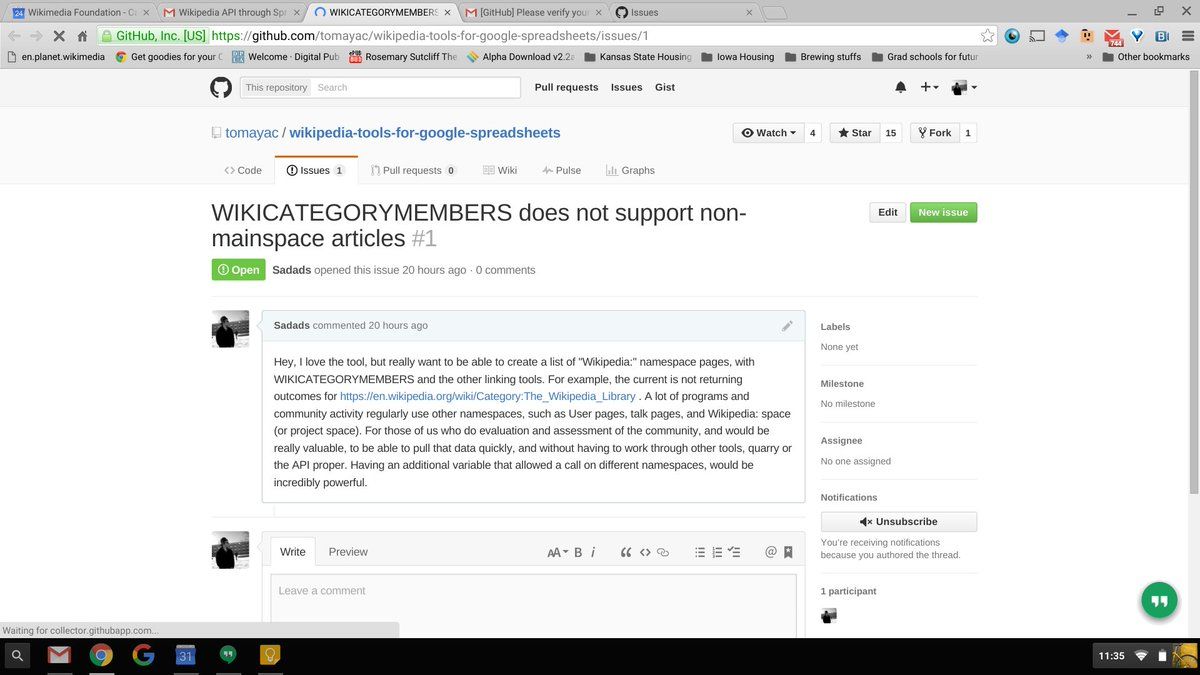 24 Wikimedia Foundation - C
Wikipedia API through Spr
WIKICATEGORYMEMBERS
[GitHub] Please verify your
Issues
GitHub, Inc. [US] https://github.com/tomayac/wikipedia-tools-for-google-spreadsheets/issues/1
744
en.planet.wikimedia
Get goodies for your C
Welcome · Digital Pub
Rosemary Sutcliff The
Alpha Download v2.2a
Kansas State Housing
Iowa Housing
Brewing stuffs
Grad schools for futur
»
Other bookmarks
This repository Search
Pull requests Issues Gist
tomayac / wikipedia-tools-for-google-spreadsheets
Watch 4 Star 15 Fork 1
Code Issues 1 Pull requests 0 Wiki Pulse Graphs
WIKICATEGORYMEMBERS does not support non-
mainspace articles #1
Edit New issue
Open Sadads opened this issue 20 hours ago · 0 comments
Sadads commented 20 hours ago
Hey, I love the tool, but really want to be able to create a list of "Wikipedia:" namespace pages, with
WIKICATEGORYMEMBERS and the other linking tools. For example, the current is not returning
outcomes for https://en.wikipedia.org/wiki/Category:The_Wikipedia_Library . A lot of programs and
community activity regularly use other namespaces, such as User pages, talk pages, and Wikipedia: space
(or project space). For those of us who do evaluation and assessment of the community, and would be
really valuable, to be able to pull that data quickly, and without having to work through other tools, quarry or
the API proper. Having an additional variable that allowed a call on different namespaces, would be
incredibly powerful.
Labels
None yet
Milestone
No milestone
Assignee
No one assigned
Notifications
Unsubscribe
You're receiving notifications
because you authored the thread.
1 participant
Write Preview
AA B i “ <> @
Leave a comment
Waiting for collector.githubapp.com...
31
11:35